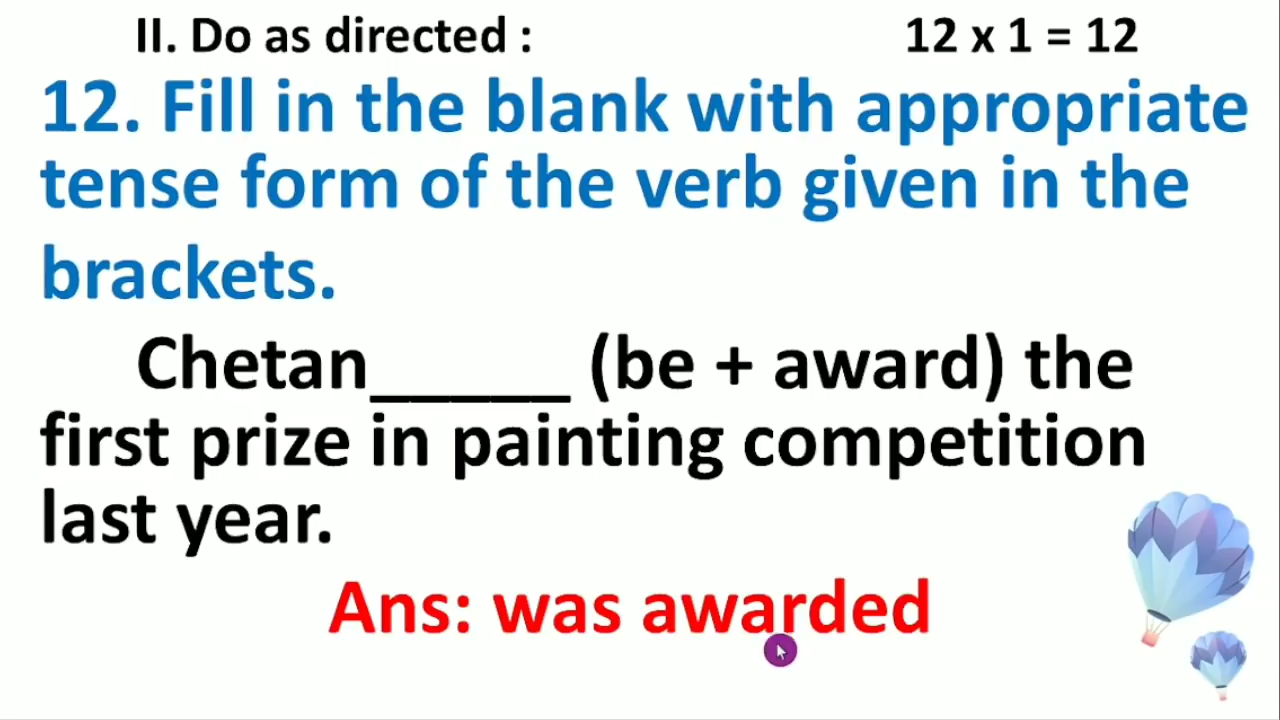 II. Do as directed : 12 x 1 = 12
12. Fill in the blank with appropriate
tense form of the verb given in the
brackets.
Chetan_____ (be + award) the
first prize in painting competition
last year.
Ans: was awarded